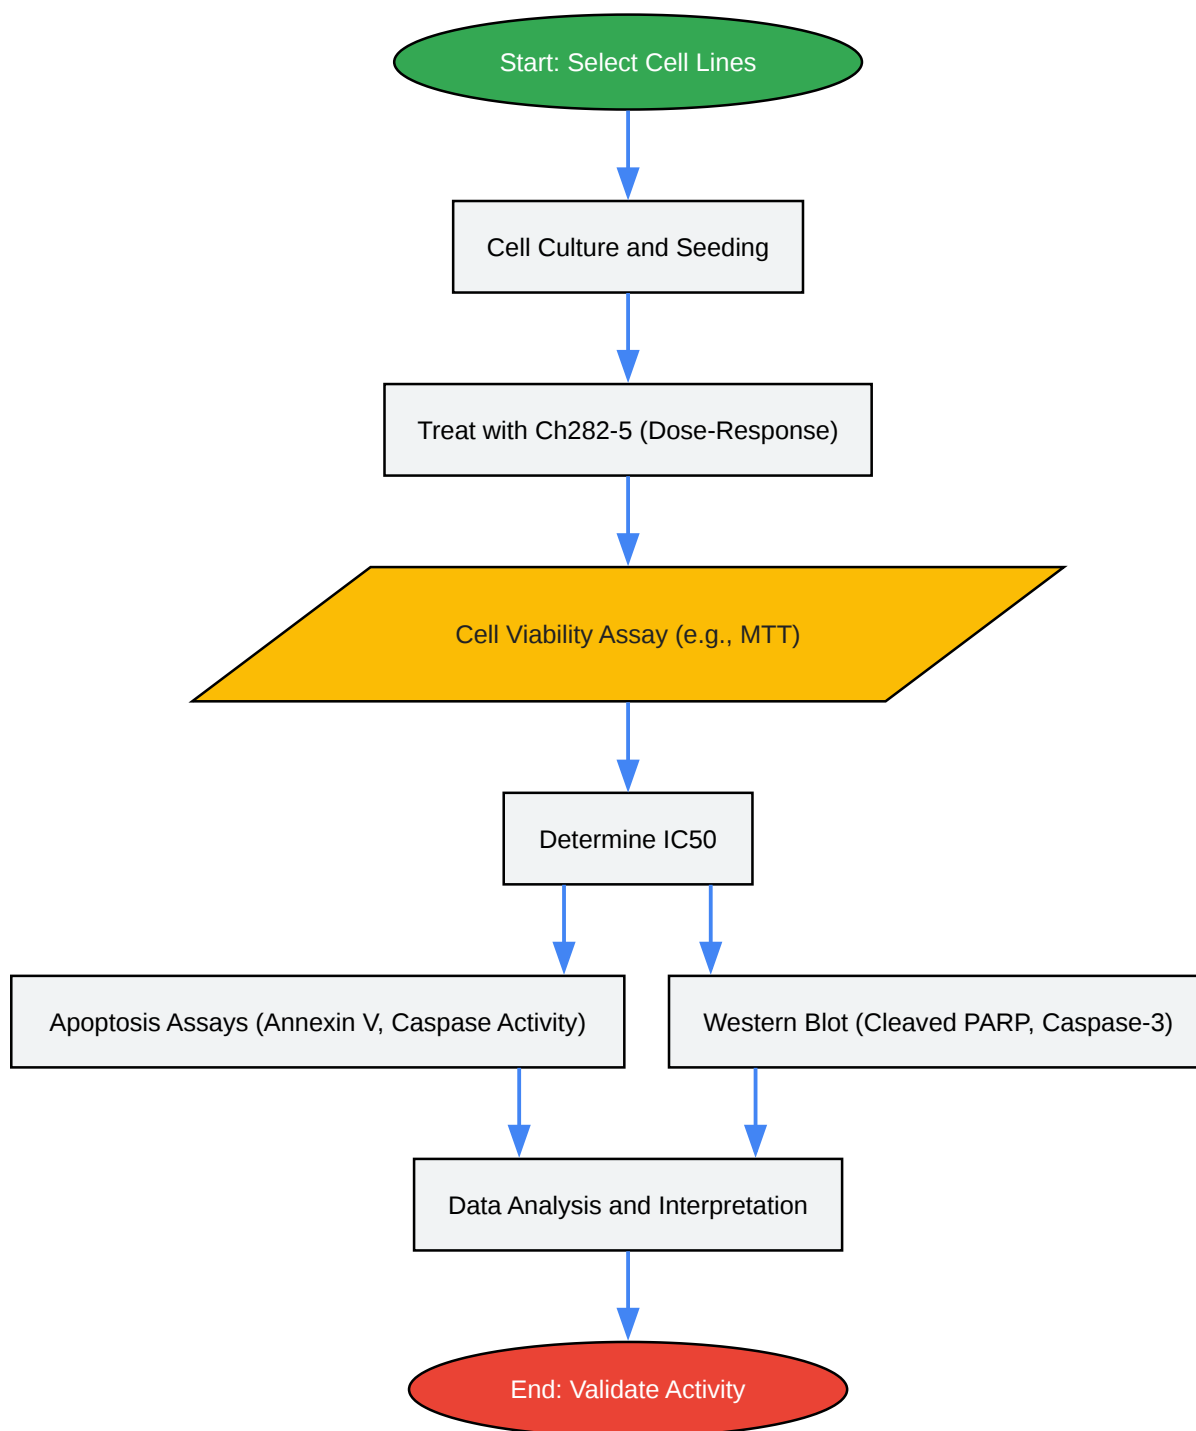 Start: Select Cell Lines
Cell Culture and Seeding
Treat with Ch282-5 (Dose-Response)
Cell Viability Assay (e.g., MTT)
Determine IC50
Apoptosis Assays (Annexin V, Caspase Activity)
Western Blot (Cleaved PARP, Caspase-3)
Data Analysis and Interpretation
End: Validate Activity